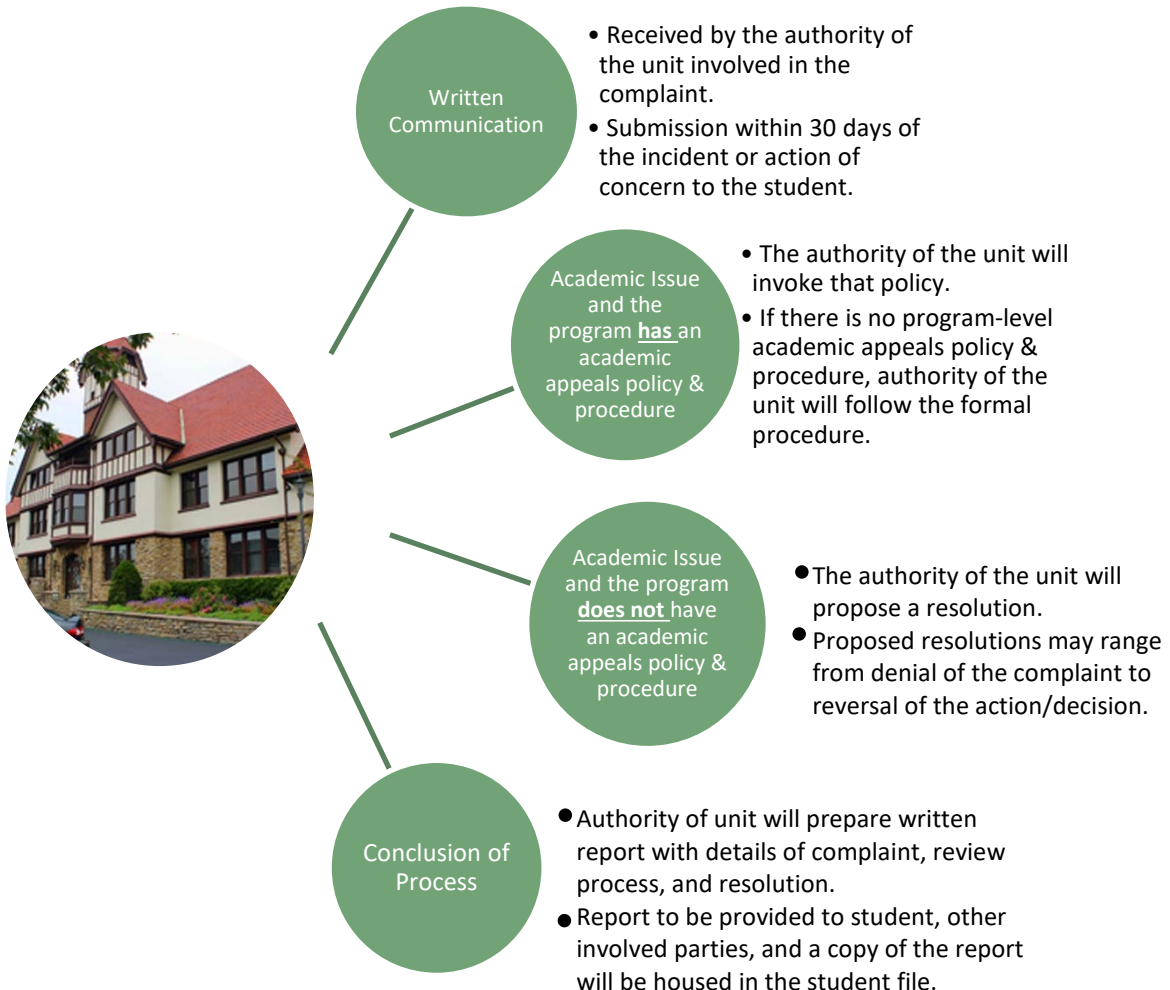 Written
Communication
• Received by the authority of
the unit involved in the
complaint.
• Submission within 30 days of
the incident or action of
concern to the student.
Academic Issue
and the
program has an
academic
appeals policy &
procedure
• The authority of the unit will
invoke that policy.
• If there is no program-level
academic appeals policy &
procedure, authority of the
unit will follow the formal
procedure.
Academic Issue
and the program
does not have
an academic
appeals policy &
procedure
• The authority of the unit will
propose a resolution.
• Proposed resolutions may range
from denial of the complaint to
reversal of the action/decision.
Conclusion of
Process
• Authority of unit will prepare written
report with details of complaint, review
process, and resolution.
• Report to be provided to student, other
involved parties, and a copy of the report
will be housed in the student file.